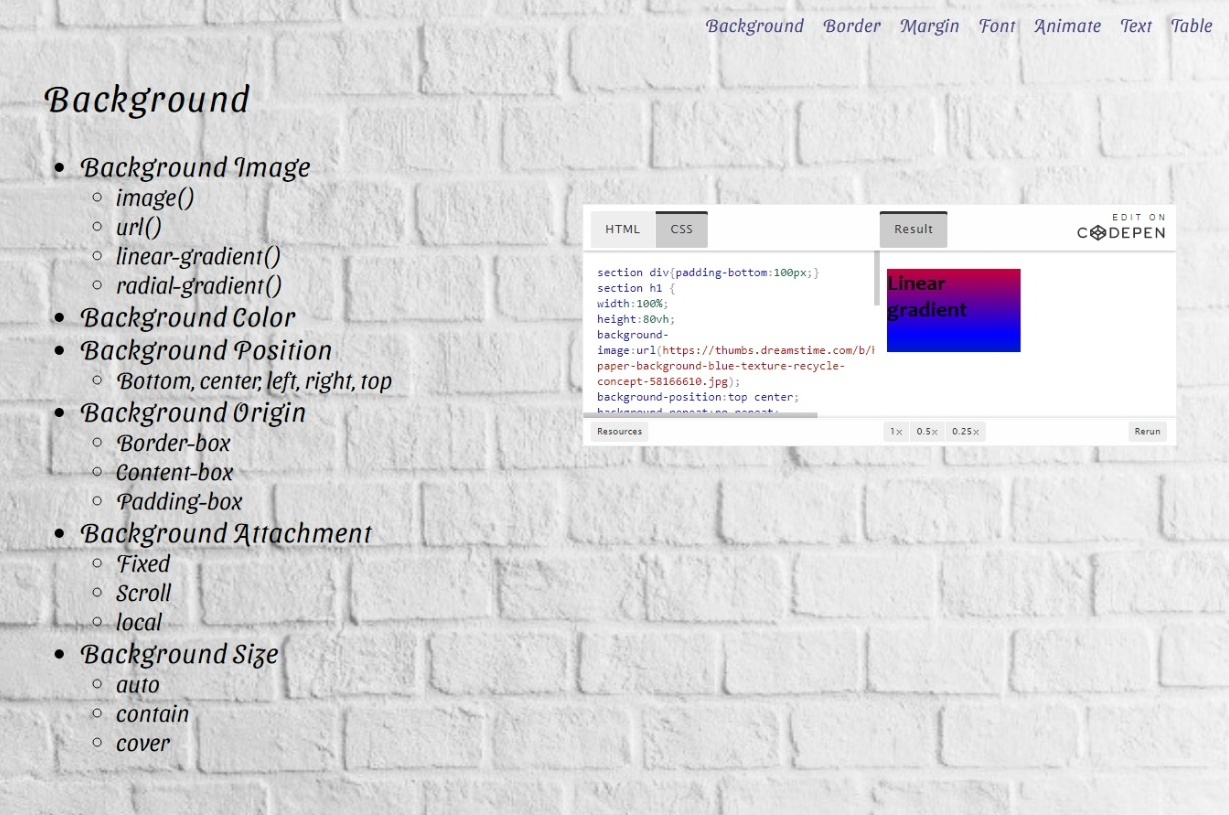 Background Border Margin Font Animate Text Table
Background
Background Image
image()
url()
linear-gradient()
radial-gradient()
Background Color
Background Position
Bottom, center, left, right, top
Background Origin
Border-box
Content-box
Padding-box
Background Attachment
Fixed
Scroll
local
Background Size
auto
contain
cover
HTML CSS Result
EDIT ON
CODEPEN
section div{padding-bottom:100px;}
section h1 {
width:100%;
height:80vh;
background-
image:url(https://thumbs.dreamstime.com/b/
paper-background-blue-texture-recycle-
concept-58166610.jpg);
background-position:top center;
background-repeat:no-repeat;
Linear
gradient
Resources 1× 0.5× 0.25× Rerun